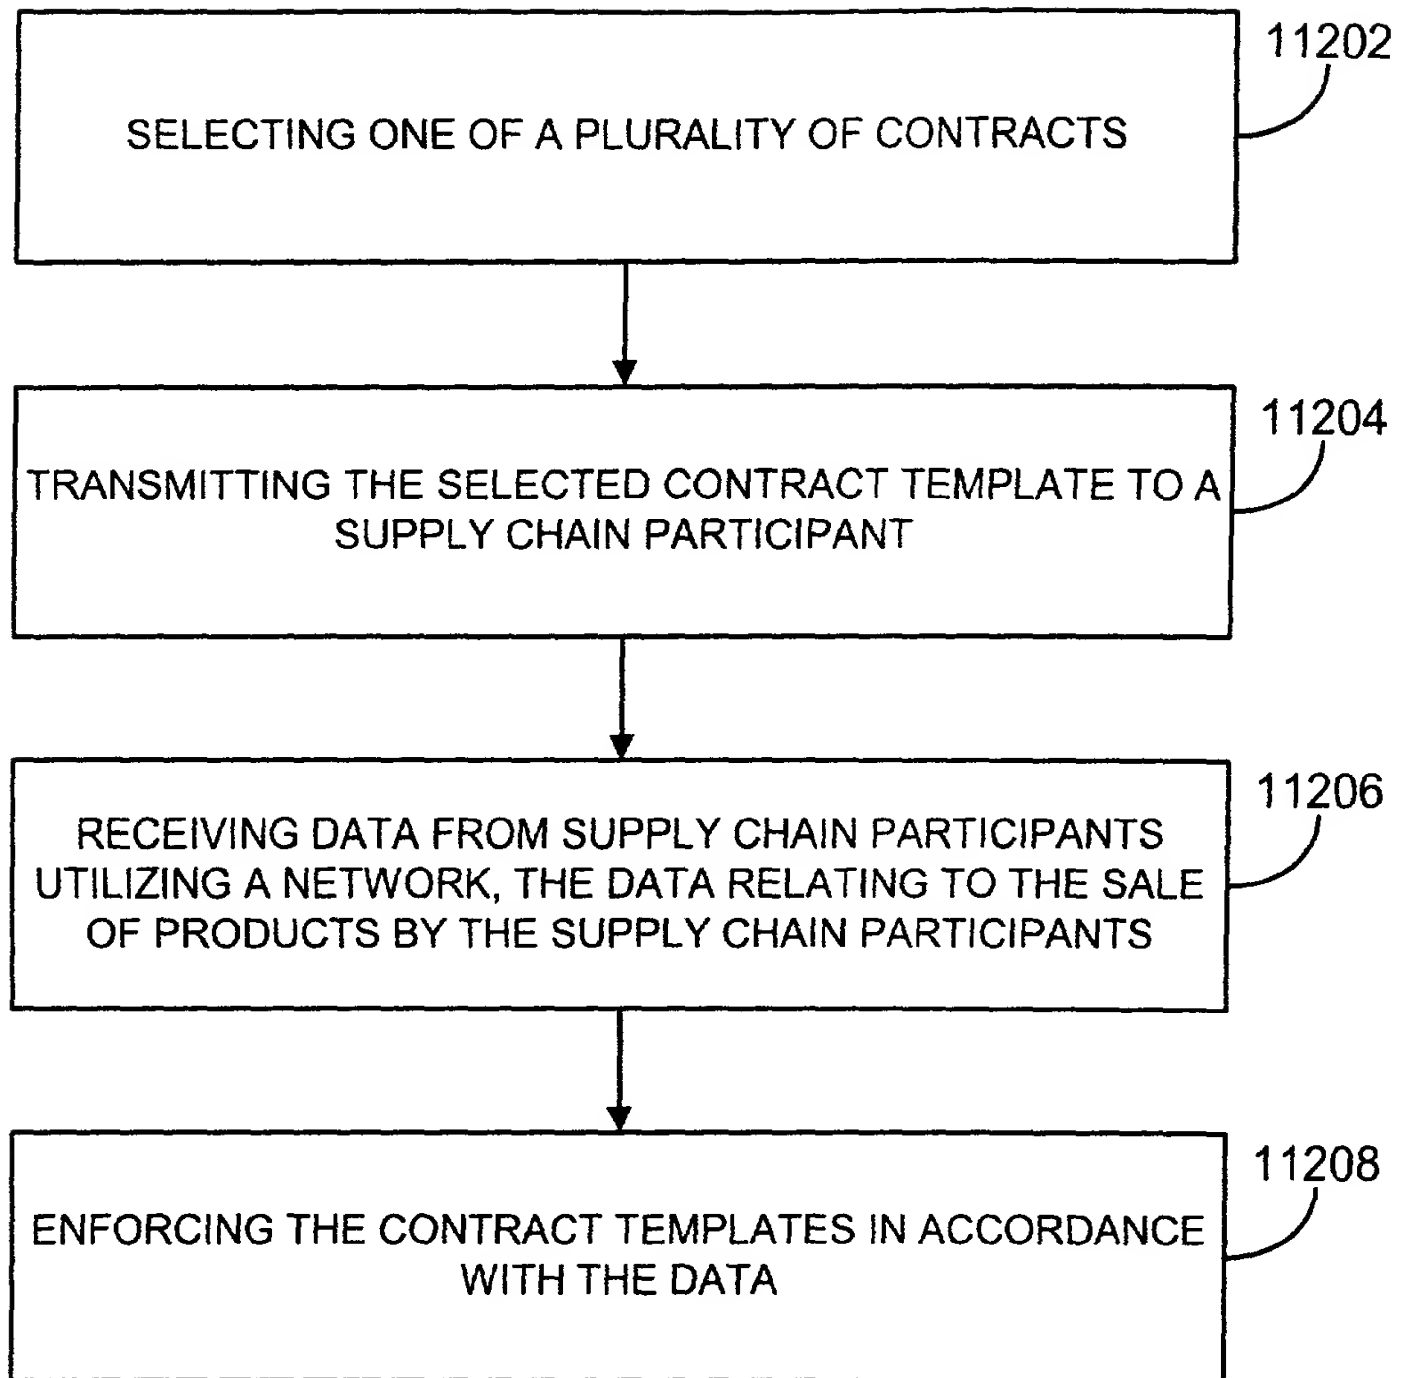 11202
SELECTING ONE OF A PLURALITY OF CONTRACTS
11204
TRANSMITTING THE SELECTED CONTRACT TEMPLATE TO A
SUPPLY CHAIN PARTICIPANT
11206
RECEIVING DATA FROM SUPPLY CHAIN PARTICIPANTS
UTILIZING A NETWORK, THE DATA RELATING TO THE SALE
OF PRODUCTS BY THE SUPPLY CHAIN PARTICIPANTS
11208
ENFORCING THE CONTRACT TEMPLATES IN ACCORDANCE
WITH THE DATA